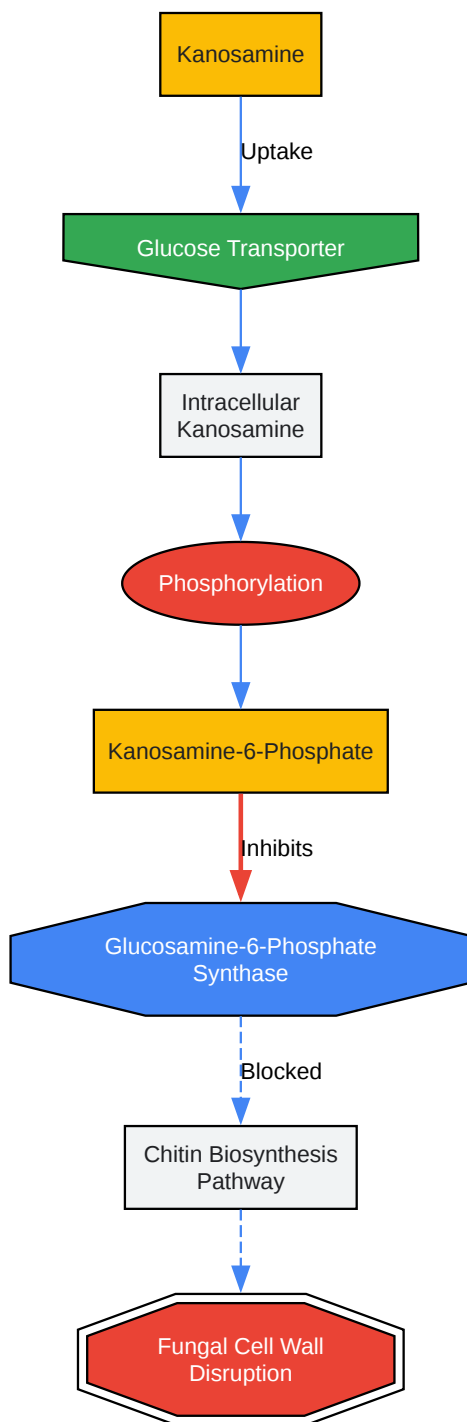 Kanosamine
Uptake
Glucose Transporter
Intracellular
Kanosamine
Phosphorylation
Kanosamine-6-Phosphate
Inhibits
Glucosamine-6-Phosphate
Synthase
Blocked
Chitin Biosynthesis
Pathway
Fungal Cell Wall
Disruption